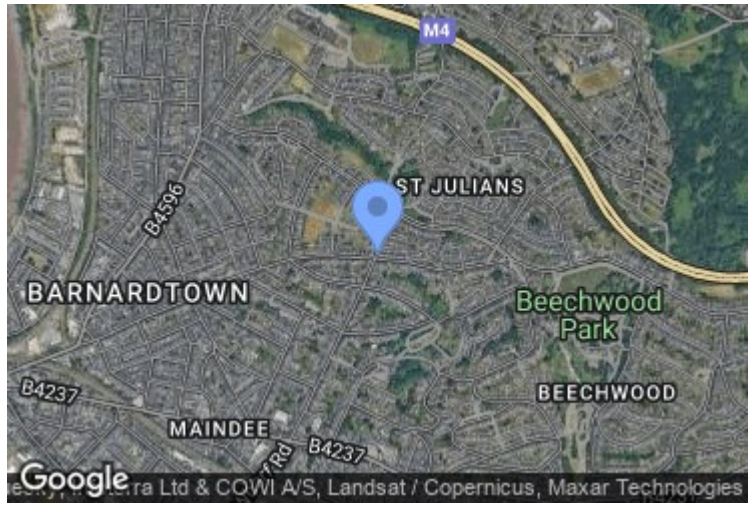 M4
ST JULIANS
B4596
BARNARDTOWN
Beechwood
Park
B4237
BEECHWOOD
MAINDEE
B4237
Rd
Google
Ltd & COWI A/S, Landsat / Copernicus, Maxar Technologies
B4237